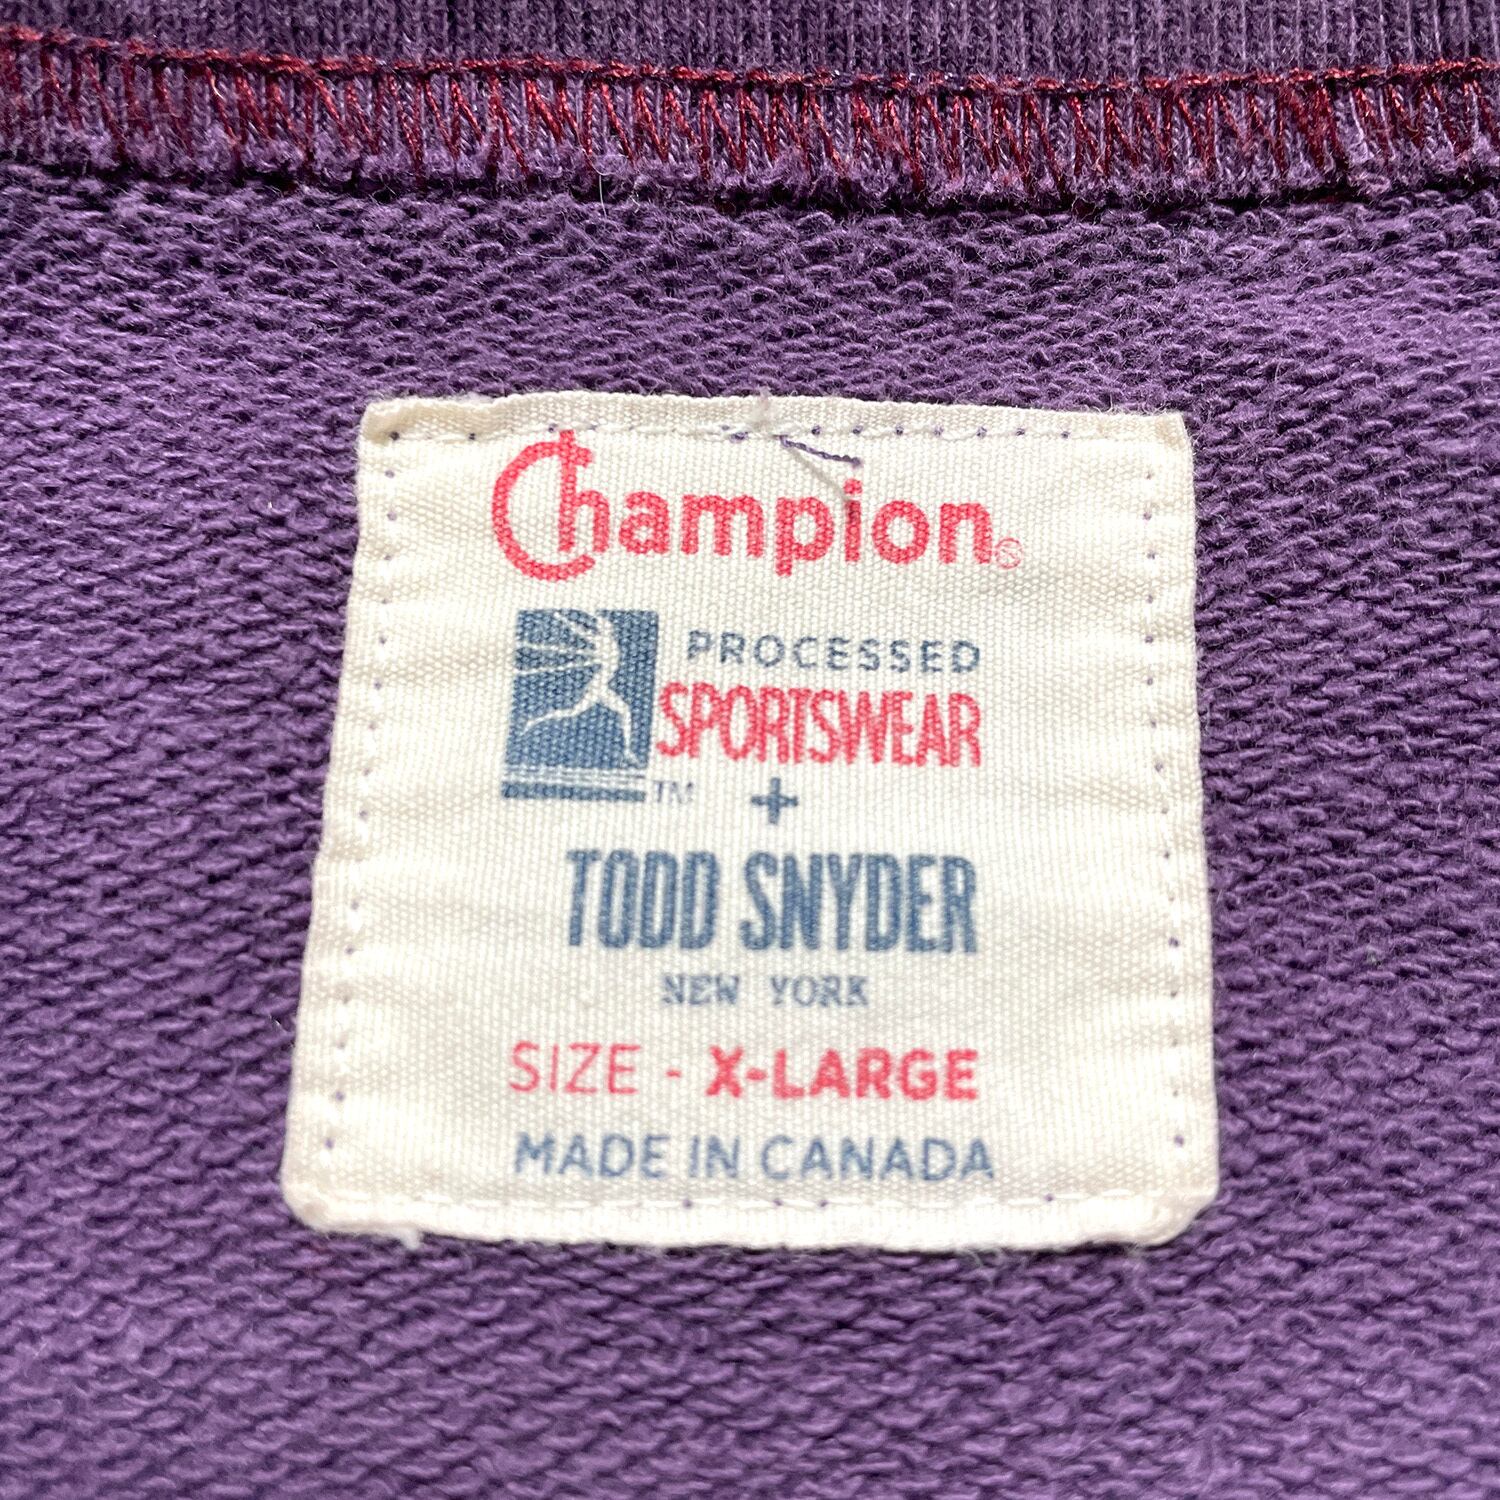 Champion®
PROCESSED
SPORTSWEAR
TM
+
TODD SNYDER
NEW YORK
SIZE - X-LARGE
MADE IN CANADA